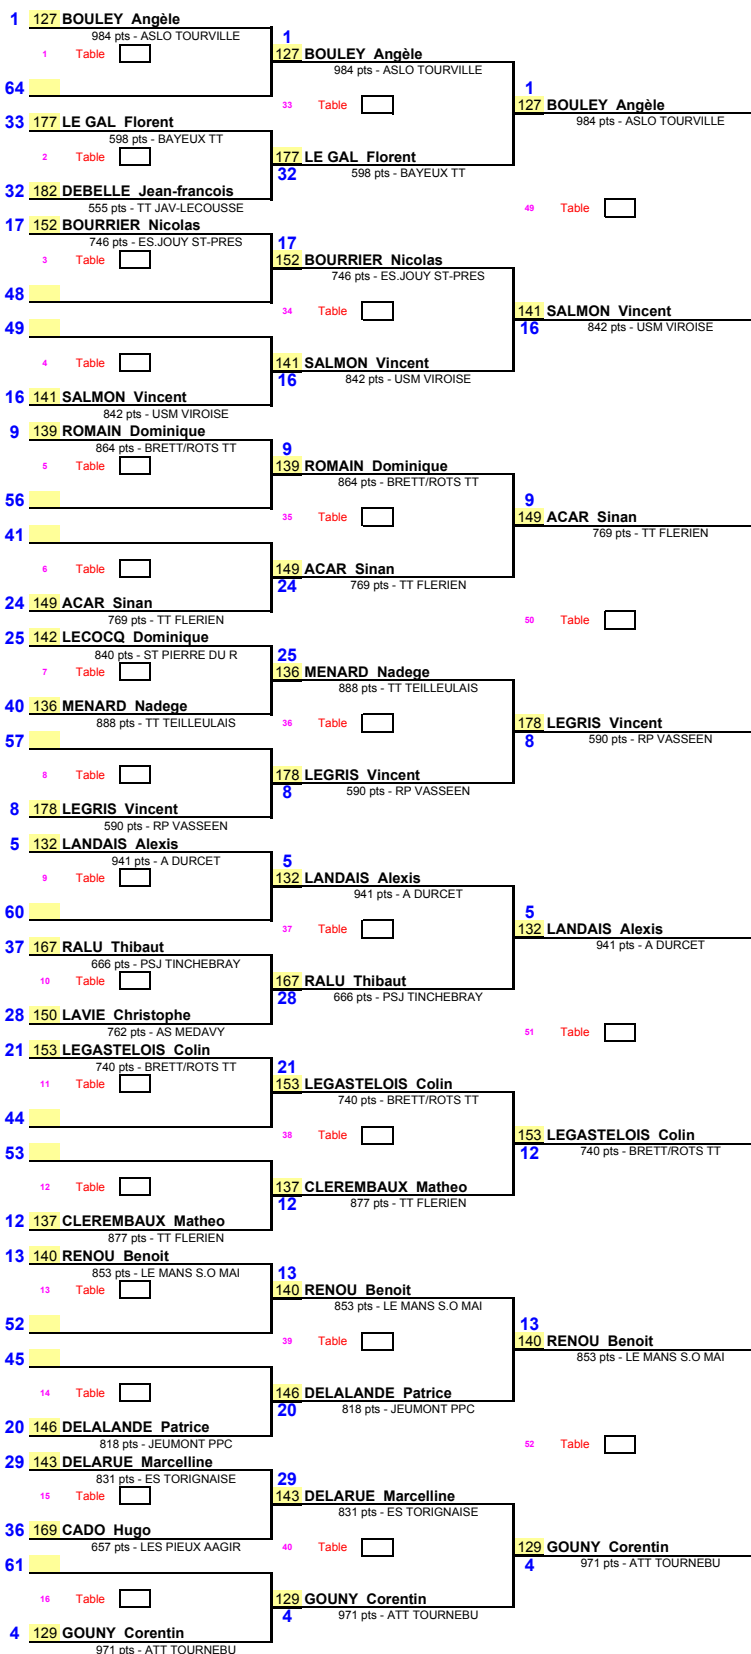 1 127 BOULEY Angèle
984 pts - ASLO TOURVILLE
1 Table
64
33 177 LE GAL Florent
598 pts - BAYEUX TT
2 Table
32 182 DEBELLE Jean-francois
555 pts - TT JAV-LECOUSSE
17 152 BOURRIER Nicolas
746 pts - ES.JOUY ST-PRES
3 Table
48
49
4 Table
16 141 SALMON Vincent
842 pts - USM VIROISE
9 139 ROMAIN Dominique
864 pts - BRETT/ROTS TT
5 Table
56
41
6 Table
24 149 ACAR Sinan
769 pts - TT FLERIEN
25 142 LECOCQ Dominique
840 pts - ST PIERRE DU R
7 Table
40 136 MENARD Nadege
888 pts - TT TEILLEULAIS
57
8 Table
8 178 LEGRIS Vincent
590 pts - RP VASSEEN
5 132 LANDAIS Alexis
941 pts - A DURCET
9 Table
60
37 167 RALU Thibaut
666 pts - PSJ TINCHEBRAY
10 Table
28 150 LAVIE Christophe
762 pts - AS MEDAVY
21 153 LEGASTELOIS Colin
740 pts - BRETT/ROTS TT
11 Table
44
53
12 Table
12 137 CLEREMBAUX Matheo
877 pts - TT FLERIEN
13 140 RENOU Benoit
853 pts - LE MANS S.O MAI
13 Table
52
45
14 Table
20 146 DELALANDE Patrice
818 pts - JEUMONT PPC
29 143 DELARUE Marcelline
831 pts - ES TORIGNAISE
15 Table
36 169 CADO Hugo
657 pts - LES PIEUX AAGIR
61
16 Table
4 129 GOUNY Corentin
971 pts - ATT TOURNEBU
1
127 BOULEY Angèle
984 pts - ASLO TOURVILLE
33 Table
177 LE GAL Florent
32 598 pts - BAYEUX TT
17
152 BOURRIER Nicolas
746 pts - ES.JOUY ST-PRES
34 Table
141 SALMON Vincent
16 842 pts - USM VIROISE
9
139 ROMAIN Dominique
864 pts - BRETT/ROTS TT
35 Table
149 ACAR Sinan
24 769 pts - TT FLERIEN
25
136 MENARD Nadege
888 pts - TT TEILLEULAIS
36 Table
178 LEGRIS Vincent
8 590 pts - RP VASSEEN
5
132 LANDAIS Alexis
941 pts - A DURCET
37 Table
167 RALU Thibaut
28 666 pts - PSJ TINCHEBRAY
21
153 LEGASTELOIS Colin
740 pts - BRETT/ROTS TT
38 Table
137 CLEREMBAUX Matheo
12 877 pts - TT FLERIEN
13
140 RENOU Benoit
853 pts - LE MANS S.O MAI
39 Table
146 DELALANDE Patrice
20 818 pts - JEUMONT PPC
29
143 DELARUE Marcelline
831 pts - ES TORIGNAISE
40 Table
129 GOUNY Corentin
4 971 pts - ATT TOURNEBU
1
127 BOULEY Angèle
984 pts - ASLO TOURVILLE
49 Table
141 SALMON Vincent
16 842 pts - USM VIROISE
9
149 ACAR Sinan
769 pts - TT FLERIEN
50 Table
178 LEGRIS Vincent
8 590 pts - RP VASSEEN
5
132 LANDAIS Alexis
941 pts - A DURCET
51 Table
153 LEGASTELOIS Colin
12 740 pts - BRETT/ROTS TT
13
140 RENOU Benoit
853 pts - LE MANS S.O MAI
52 Table
129 GOUNY Corentin
4 971 pts - ATT TOURNEBU